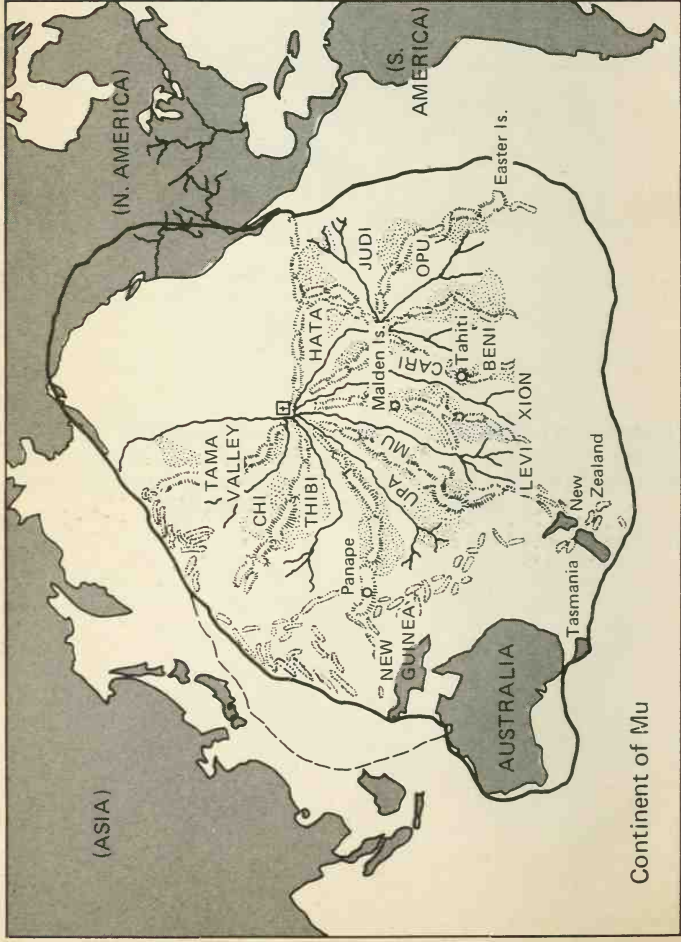 (N. AMERICA)
(S.
AMERICA)
(ASIA)
TAMA
VALLEY
CHI
THIBI
HATA
JUDI
OPU
Easter Is.
Malden Is.
CARI
Tahiti
BENI
XION
MU
UPA
LEVI
Panape
NEW
GUINEA
New
Zealand
Tasmania
AUSTRALIA
Continent of Mu